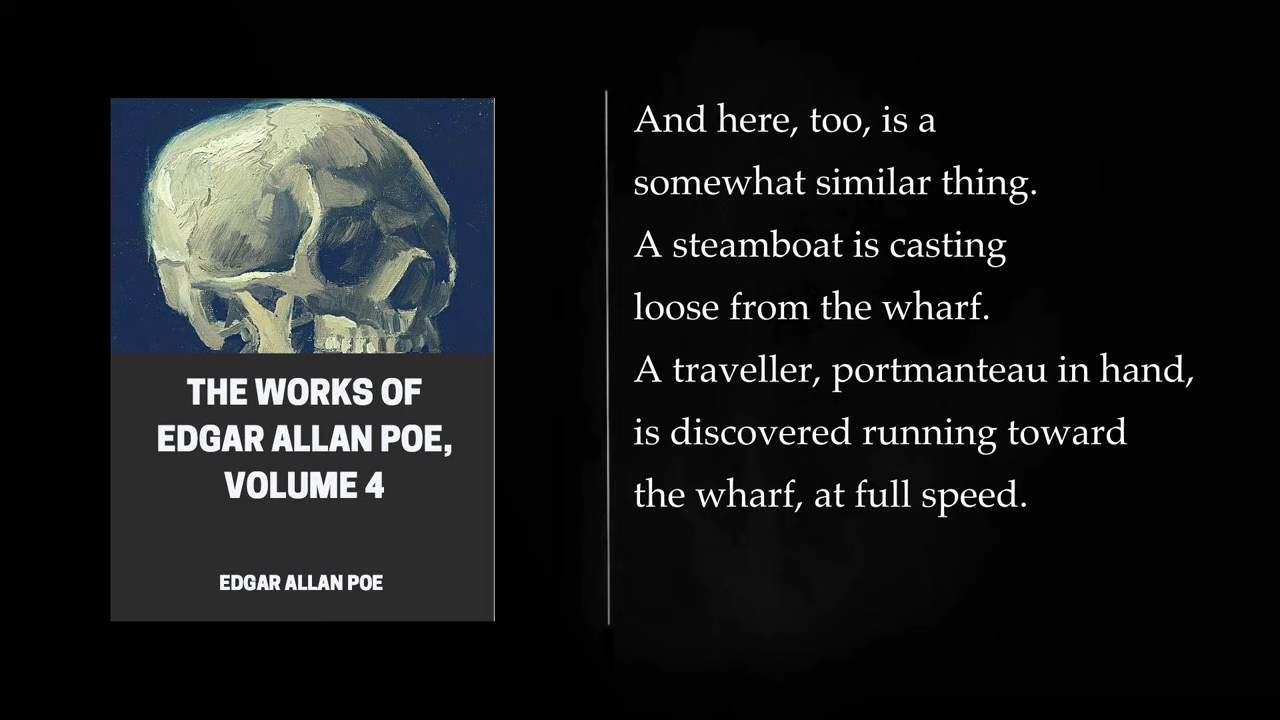 THE WORKS OF
EDGAR ALLAN POE,
VOLUME 4
EDGAR ALLAN POE
And here, too, is a
somewhat similar thing.
A steamboat is casting
loose from the wharf.
A traveller, portmanteau in hand,
is discovered running toward
the wharf, at full speed.